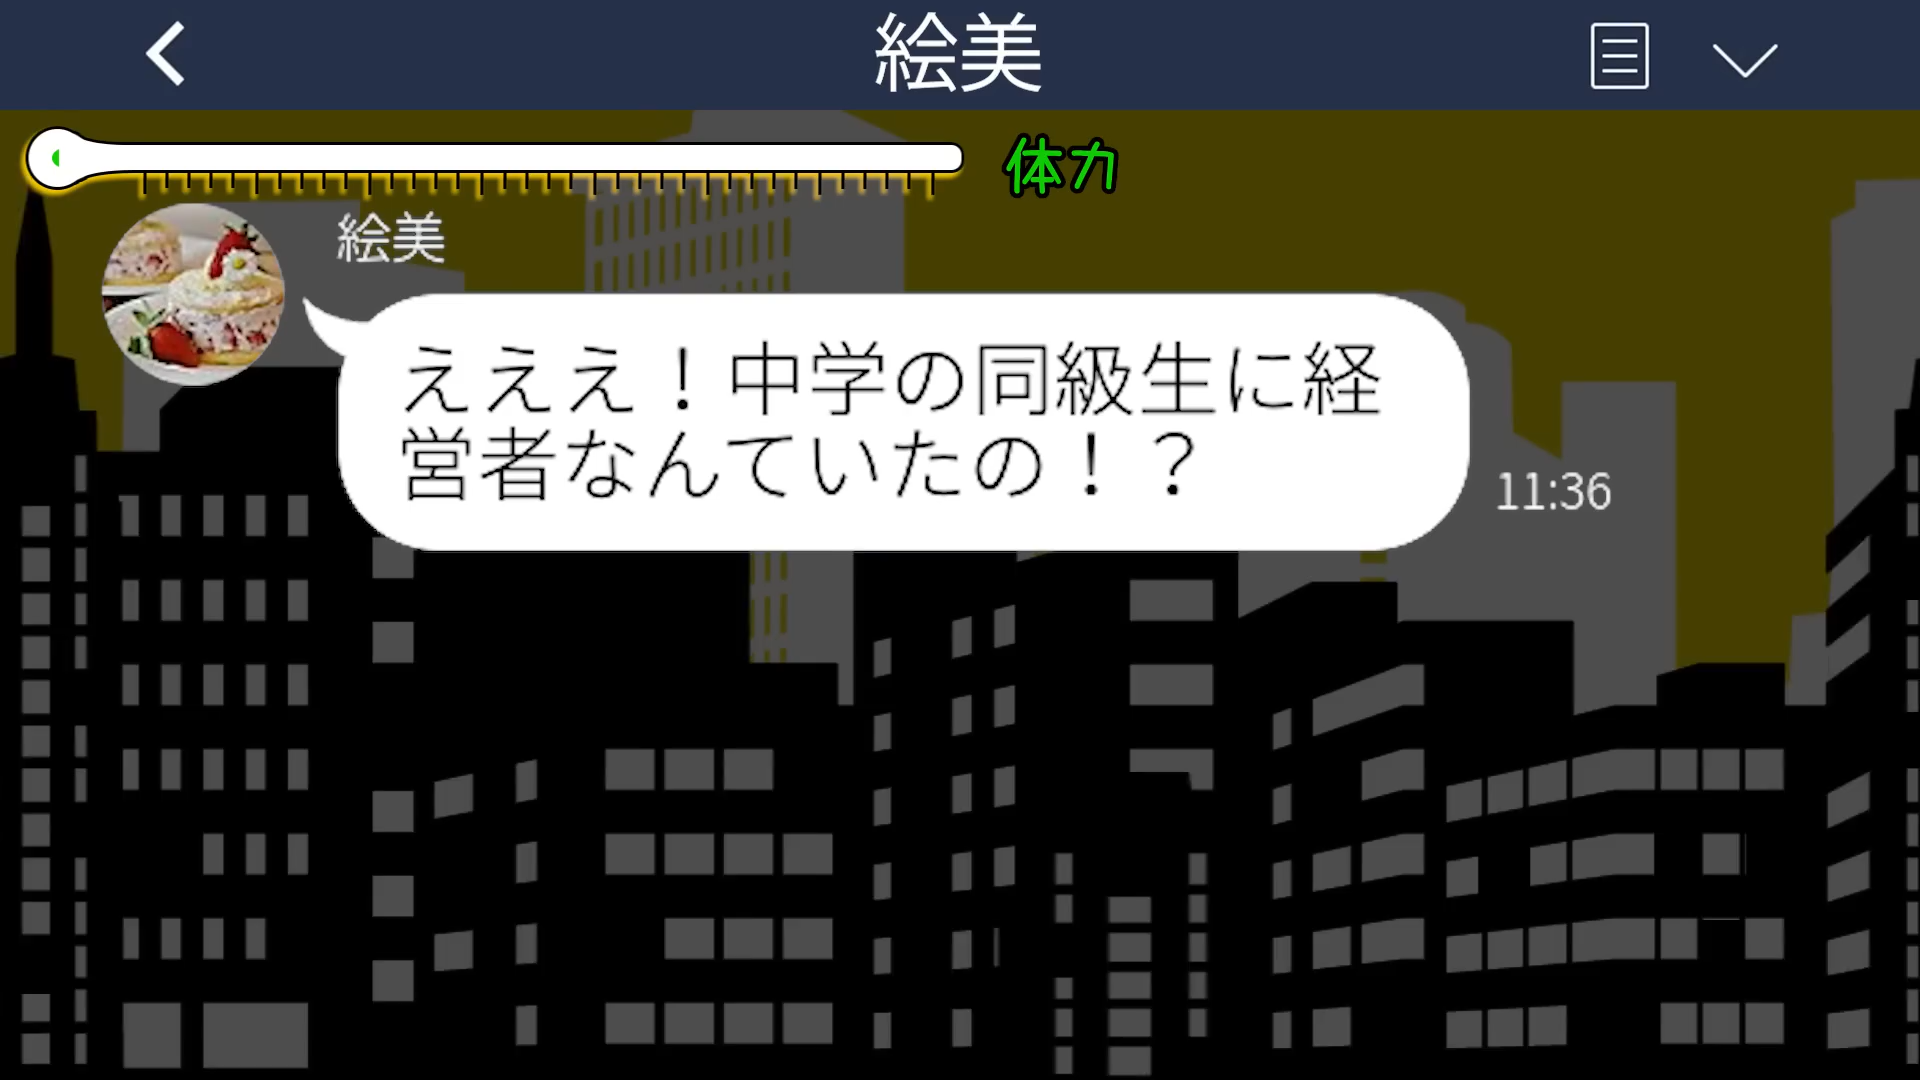 絵美
体力
絵美
えええ！中学の同級生に経
営者なんていたの！？
11:36